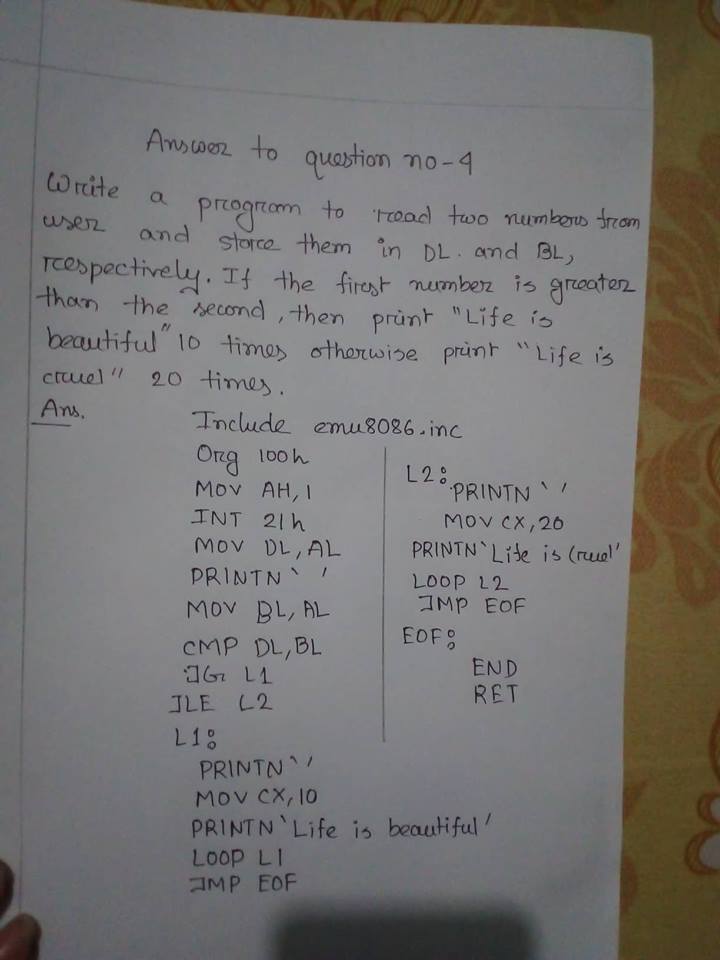 Answer to question no-4
Write a program to read two numbers from
user and store them in DL. and BL,
respectively. If the first number is greater
than the second, then print "Life is
beautiful" 10 times otherwise print "Life is
cruel" 20 times.
Ans.
Include emu8086.inc
Org 100h
MOV AH,1
INT 21h
MOV DL,AL
PRINTN ` '
MOV BL,AL
CMP DL,BL
JG L1
JLE L2
L1:
PRINTN ` '
MOV CX,10
PRINTN `Life is beautiful'
LOOP L1
JMP EOF
L2:
PRINTN ` '
MOV CX,20
PRINTN `Life is Cruel'
LOOP L2
JMP EOF
EOF:
END
RET